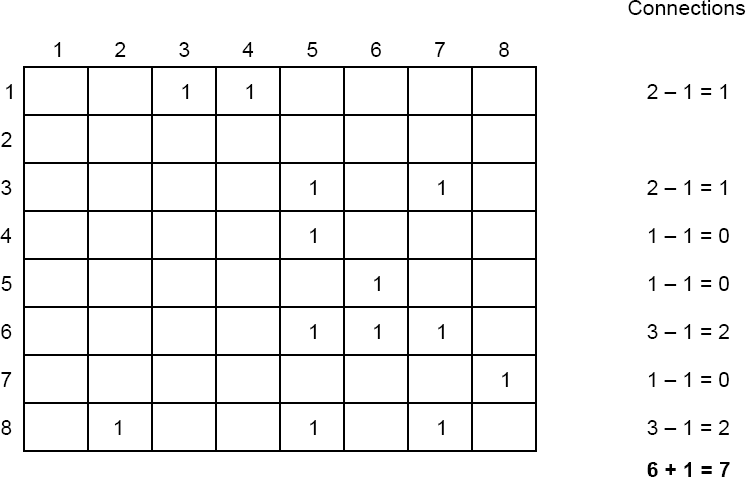 Connections
1 2 3 4 5 6 7 8
1 1 1 2 – 1 = 1
2
3 1 1 2 – 1 = 1
4 1 1 – 1 = 0
5 1 1 – 1 = 0
6 1 1 1 3 – 1 = 2
7 1 1 – 1 = 0
8 1 1 1 3 – 1 = 2
6 + 1 = 7